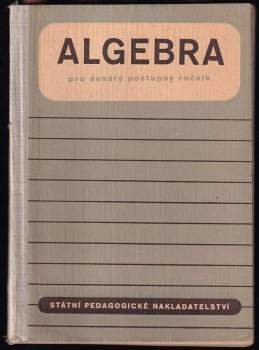 ALGEBRA
pro desátý postupný ročník
STÁTNÍ PEDAGOGICKÉ NAKLADATELSTVÍ